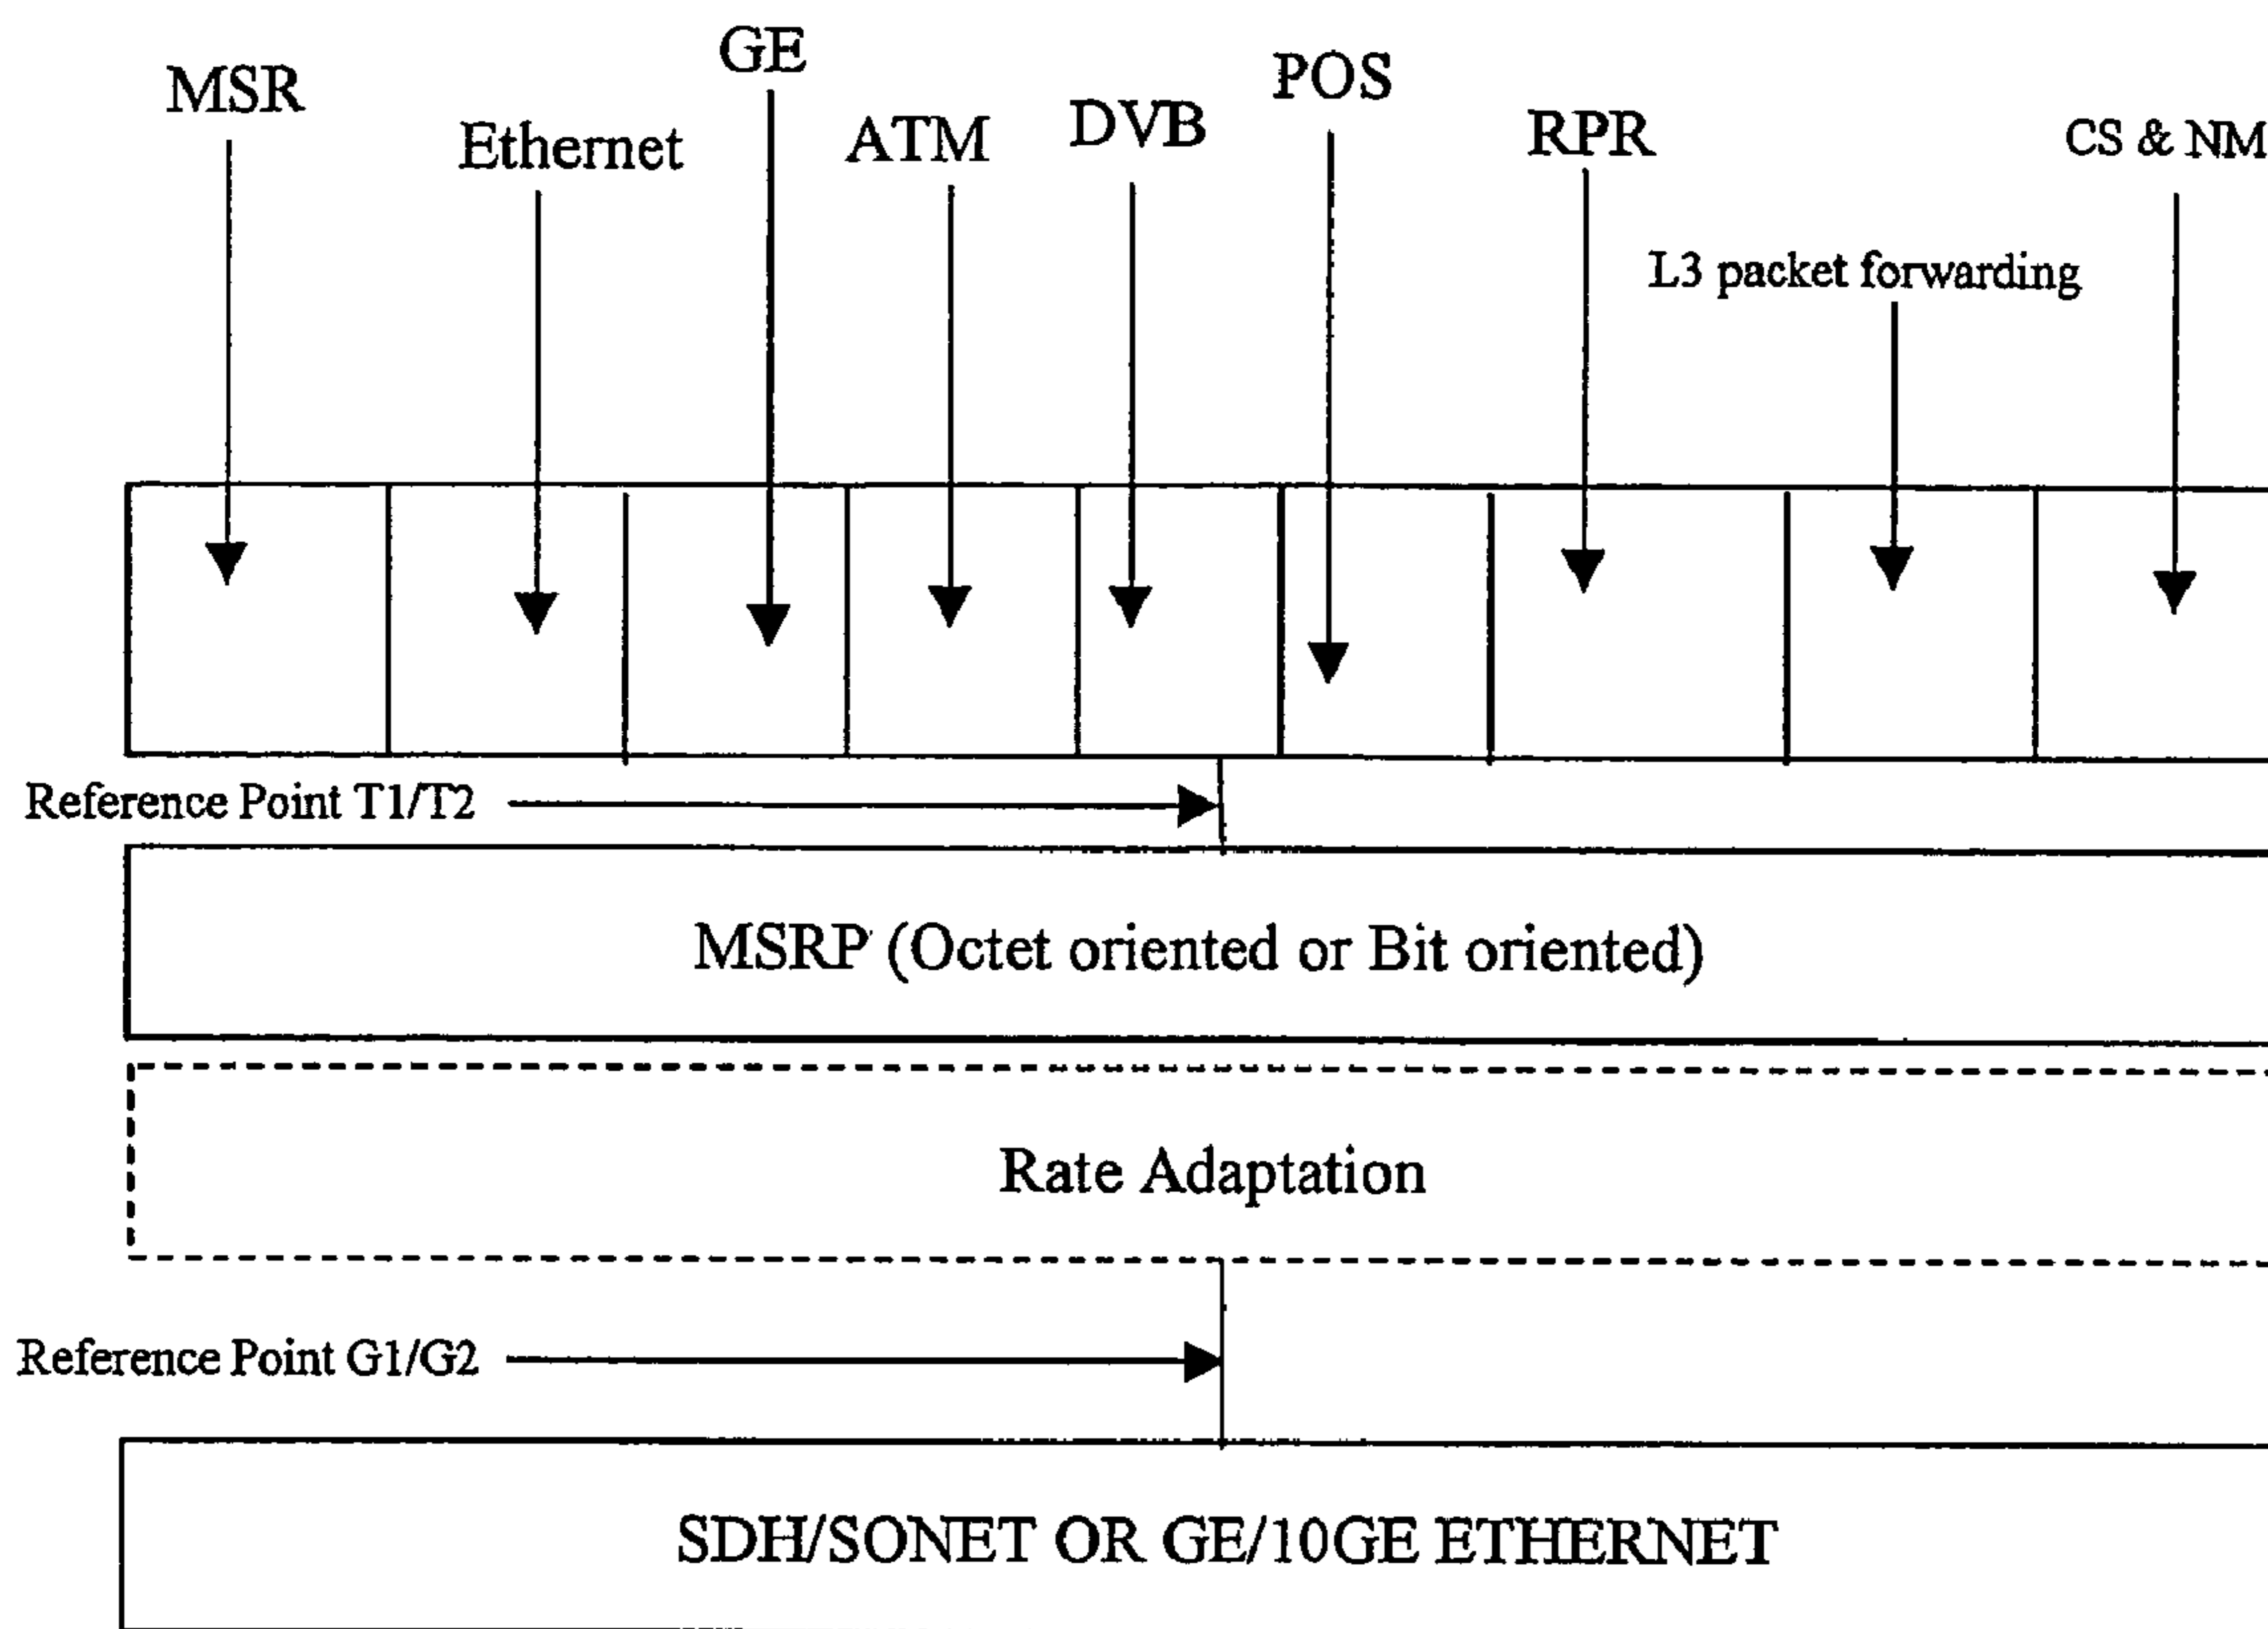 MSR
Ethernet
GE
ATM
DVB
POS
RPR
L3 packet forwarding
CS & NM
Reference Point T1/T2
MSRP (Octet oriented or Bit oriented)
Rate Adaptation
Reference Point G1/G2
SDH/SONET OR GE/10GE ETHERNET